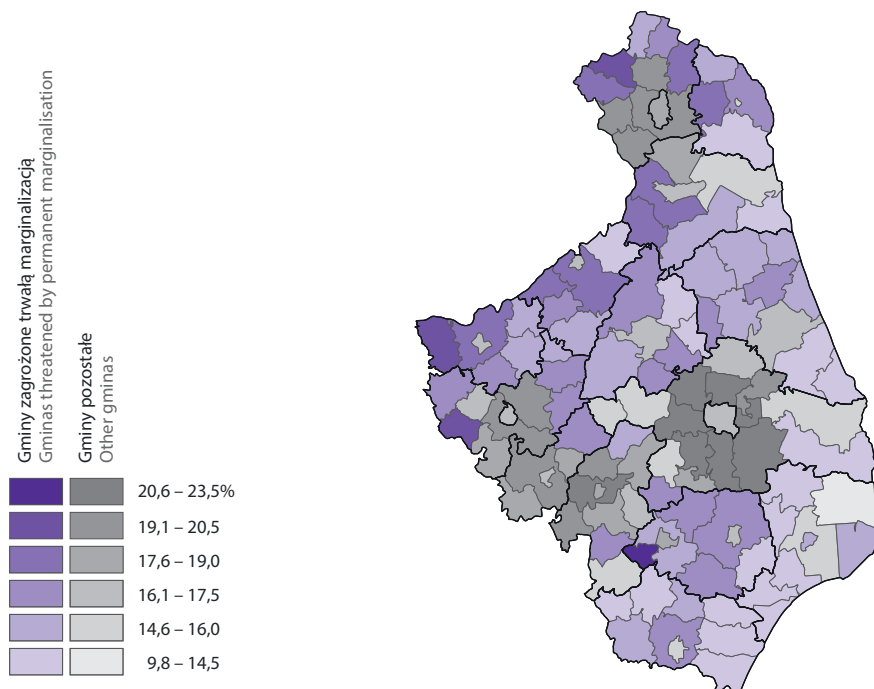 Gminy zagrożone trwałą marginalizacją
Gminas threatened by permanent marginalisation
Gminy pozostałe
Other gminas
20,6 – 23,5%
19,1 – 20,5
17,6 – 19,0
16,1 – 17,5
14,6 – 16,0
9,8 – 14,5